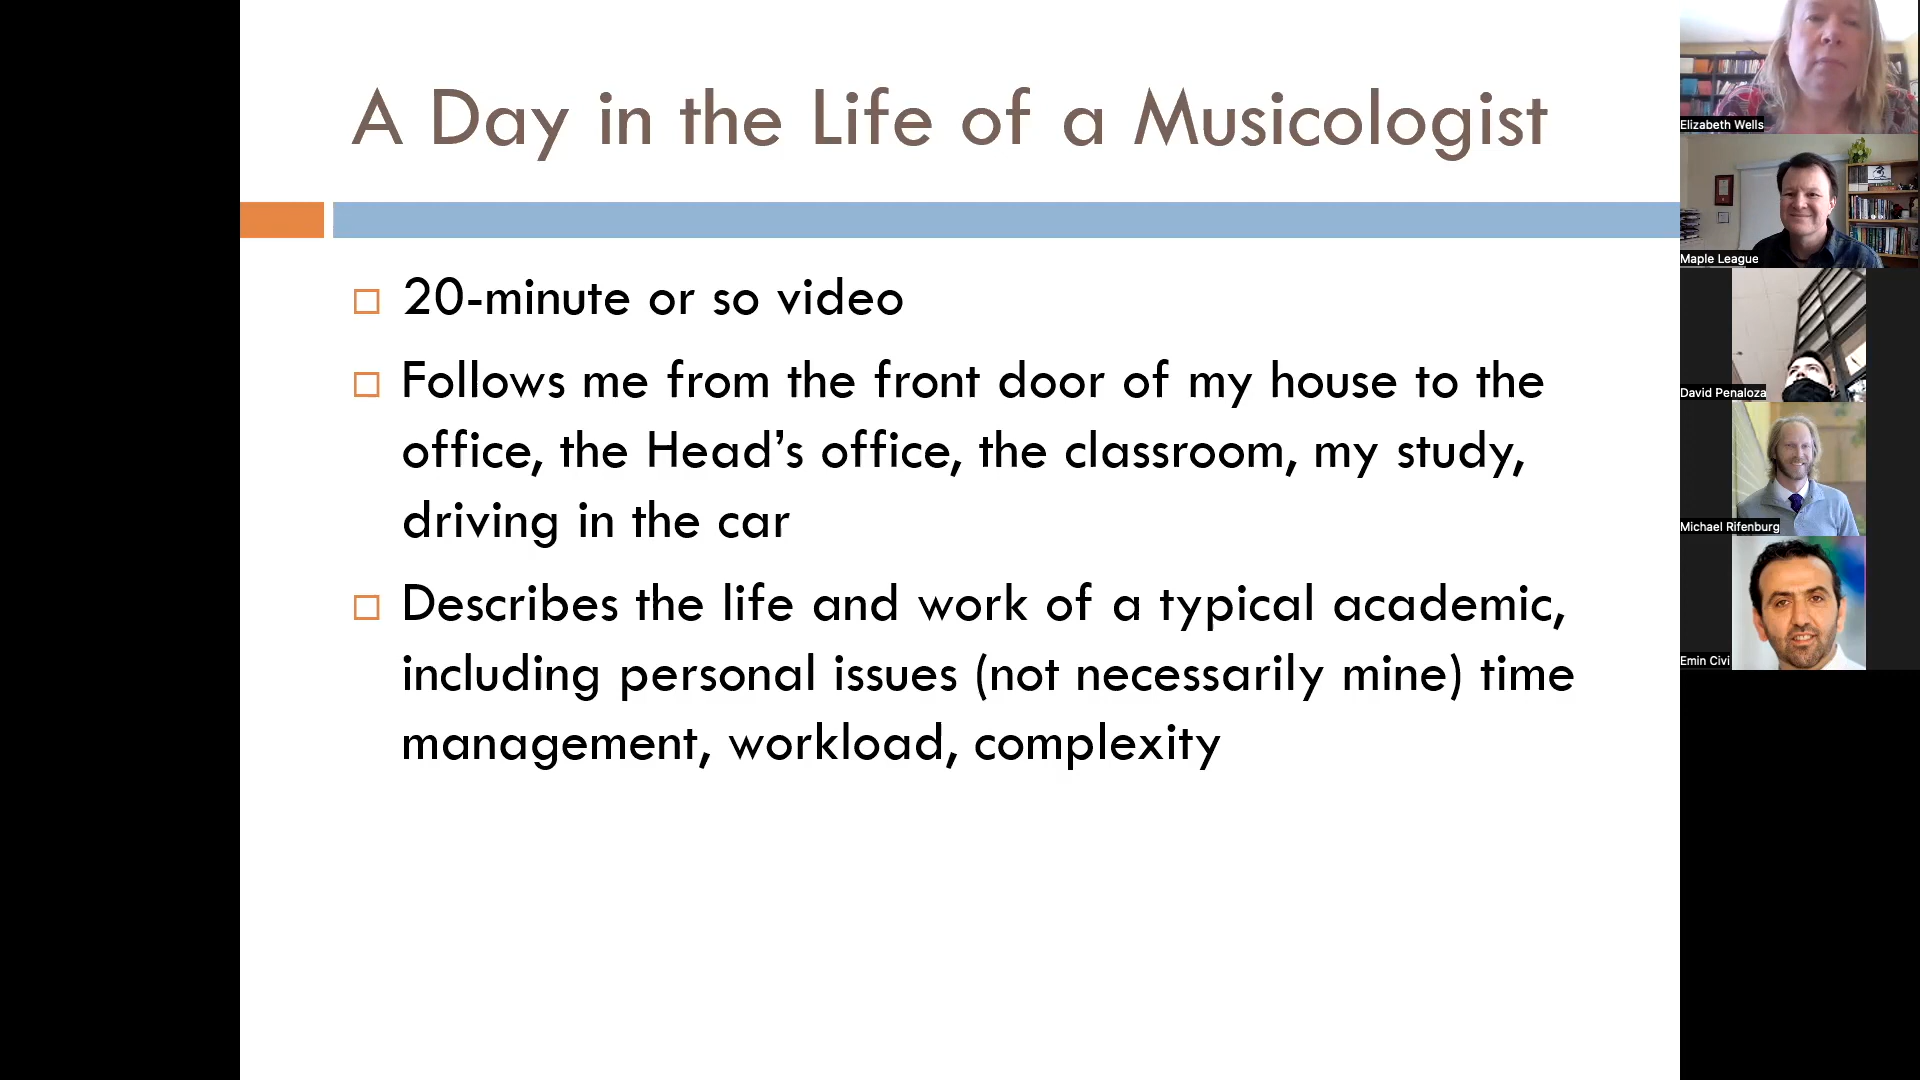 A Day in the Life of a Musicologist
20-minute or so video
Follows me from the front door of my house to the
office, the Head’s office, the classroom, my study,
driving in the car
Describes the life and work of a typical academic,
including personal issues (not necessarily mine) time
management, workload, complexity
Elizabeth Wells
Maple League
David Penaloza
Michael Rifenburg
Emin Civi